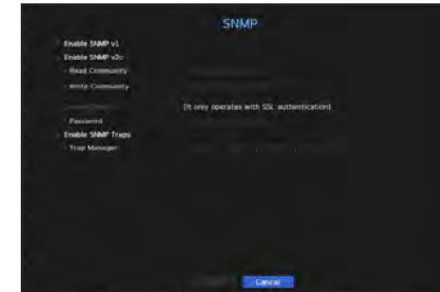 SNMP
Enable SNMP v1
Enable SNMP v2c
- Read Community
- Write Community
(It only operates with SSL authentication)
- Password
Enable SNMP Traps
- Trap Manager
Cancel